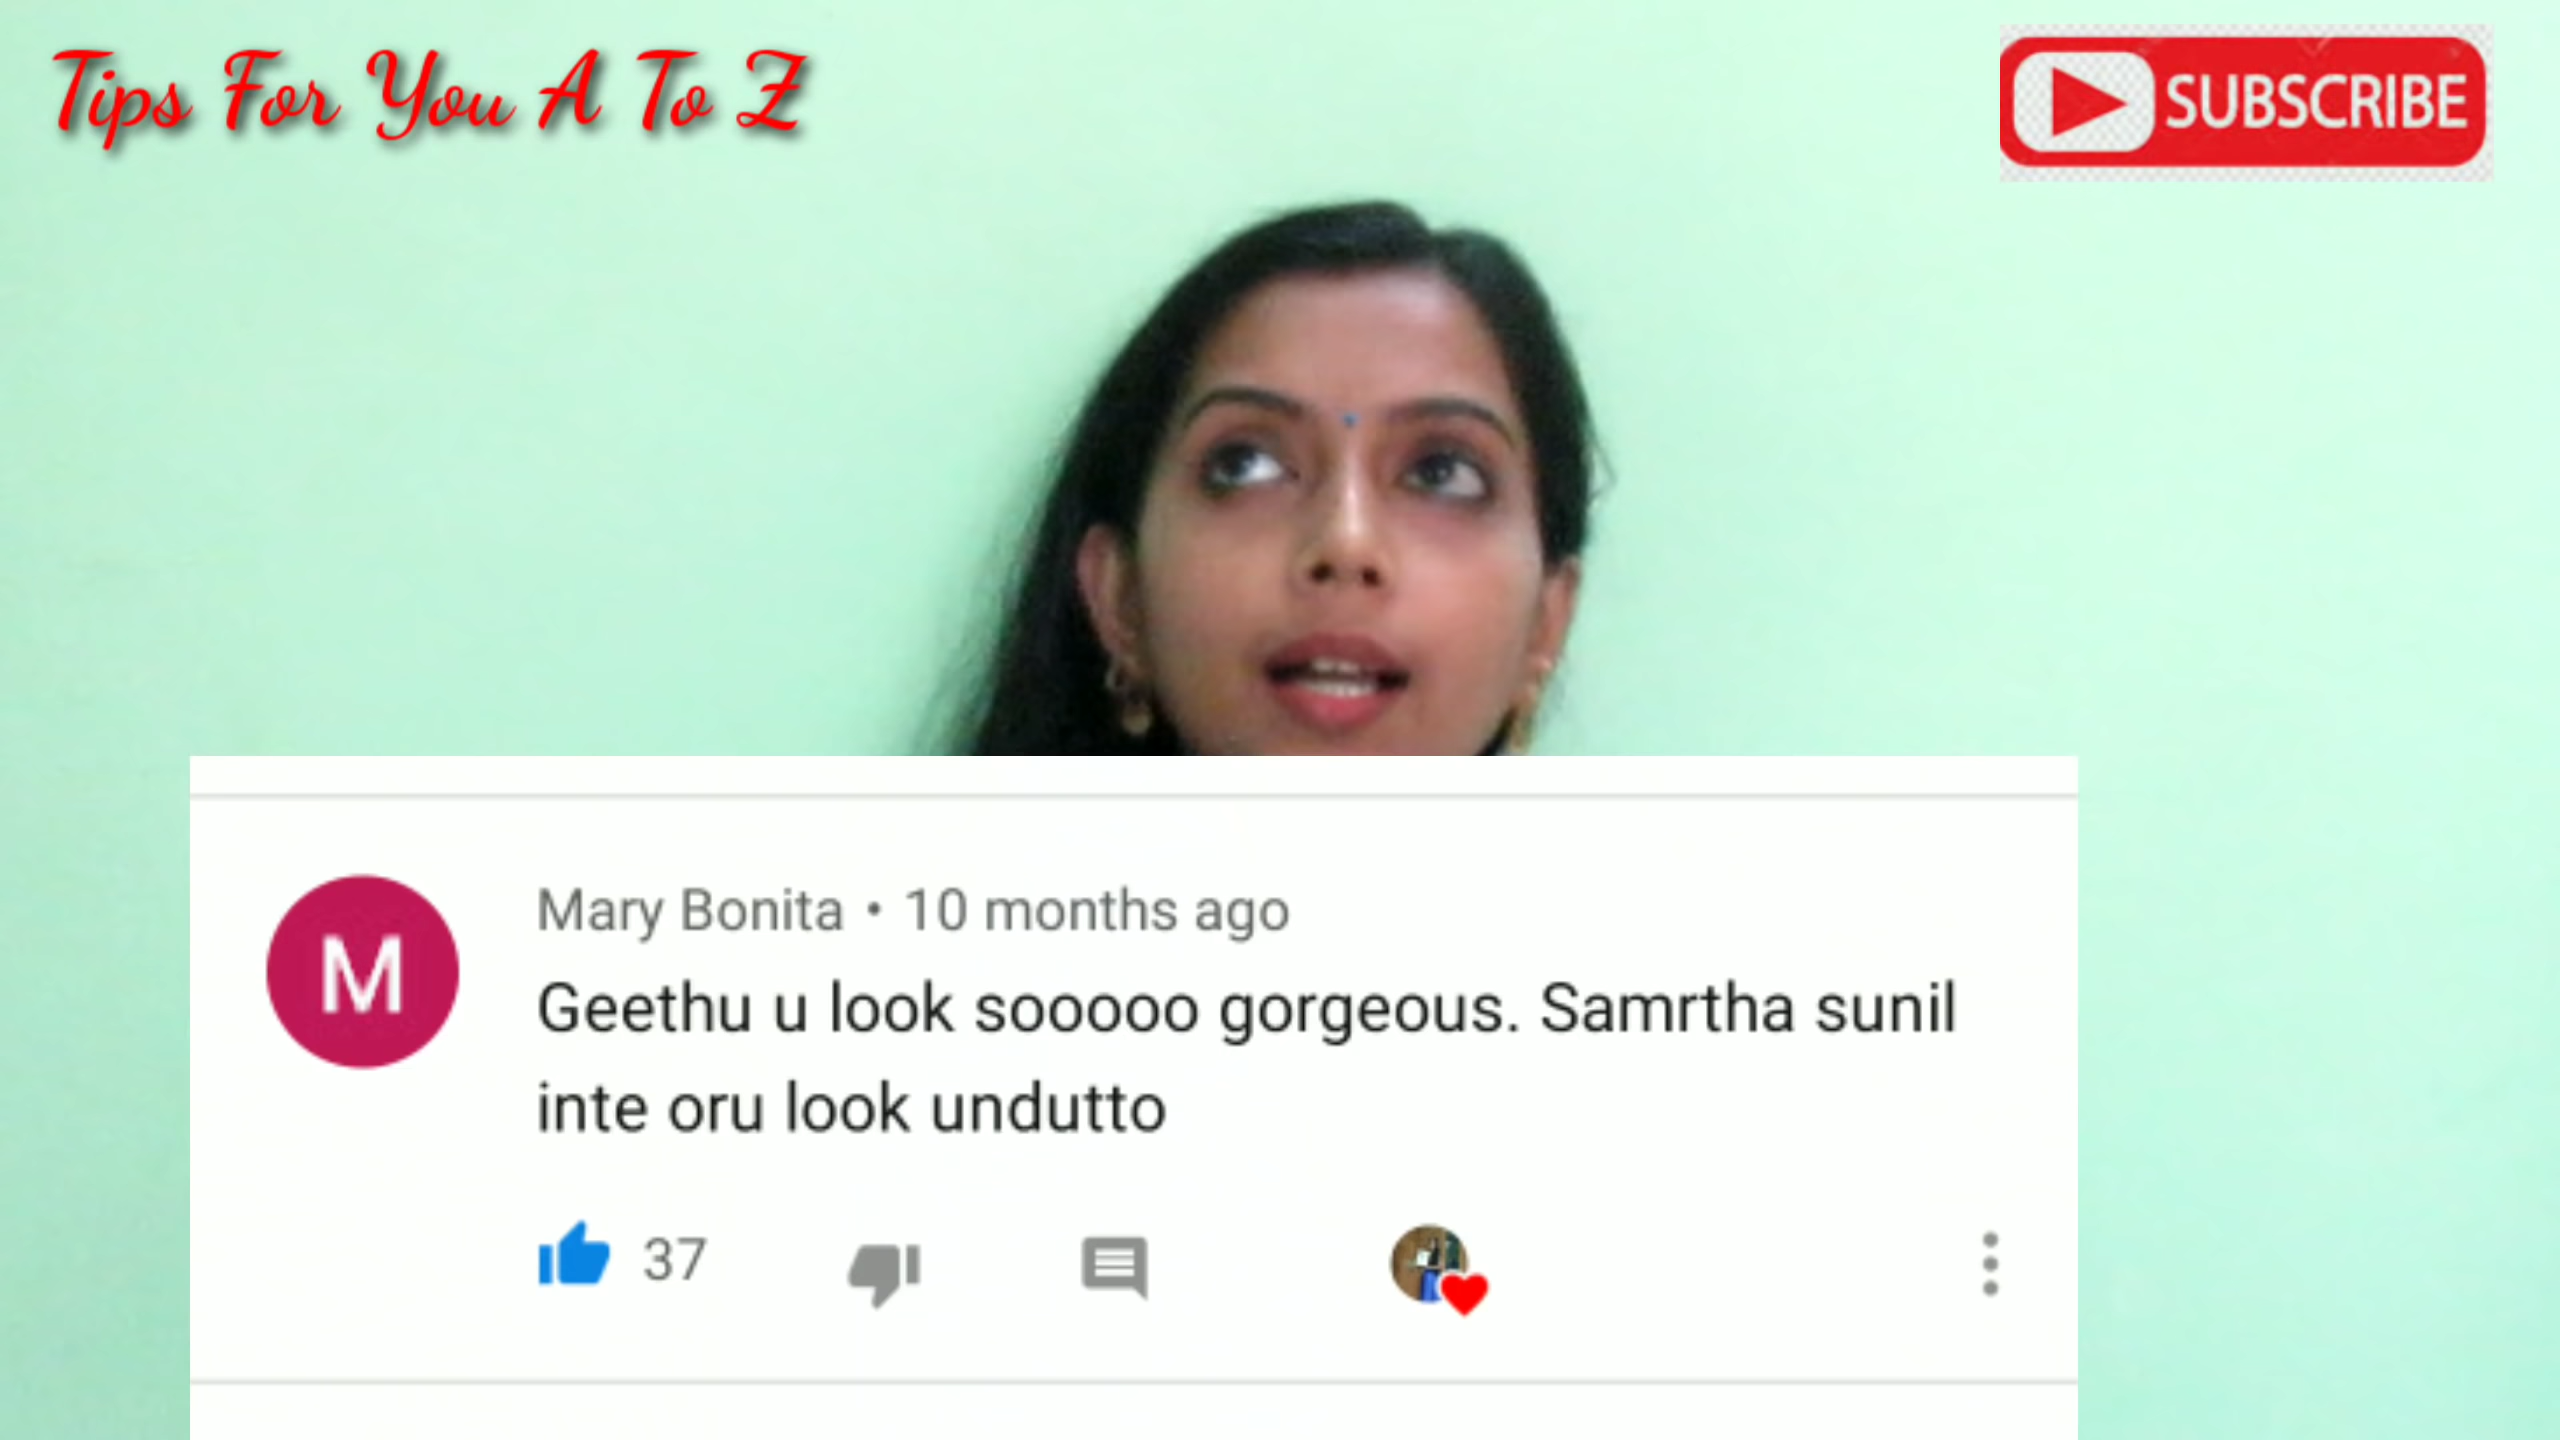 Tips For You A To Z
SUBSCRIBE
M
Mary Bonita • 10 months ago
Geethu u look sooooo gorgeous. Samrtha sunil
inte oru look undutto
37